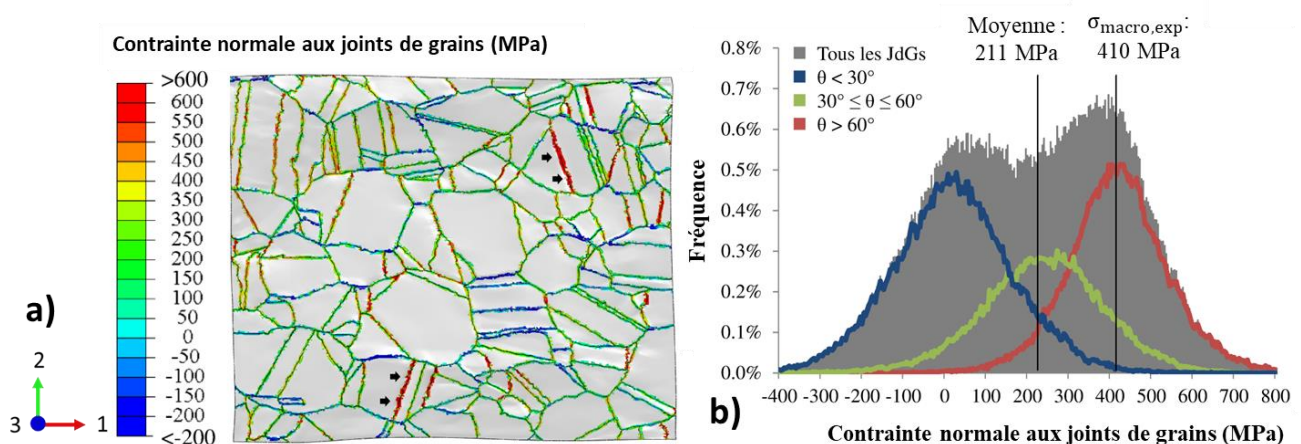 Contrainte normale aux joints de grains (MPa)
>600
600
550
500
450
400
350
300
250
200
150
100
50
0
-50
-100
-150
-200
<-200
a)
2
3
1
Moyenne :
211 MPa
σmacro,exp:
410 MPa
Tous les JdGs
θ < 30°
30° ≤ θ ≤ 60°
θ > 60°
Fréquence
0.8%
0.7%
0.6%
0.5%
0.4%
0.3%
0.2%
0.1%
0.0%
-400 -300 -200 -100 0 100 200 300 400 500 600 700 800
b)
Contrainte normale aux joints de grains (MPa)